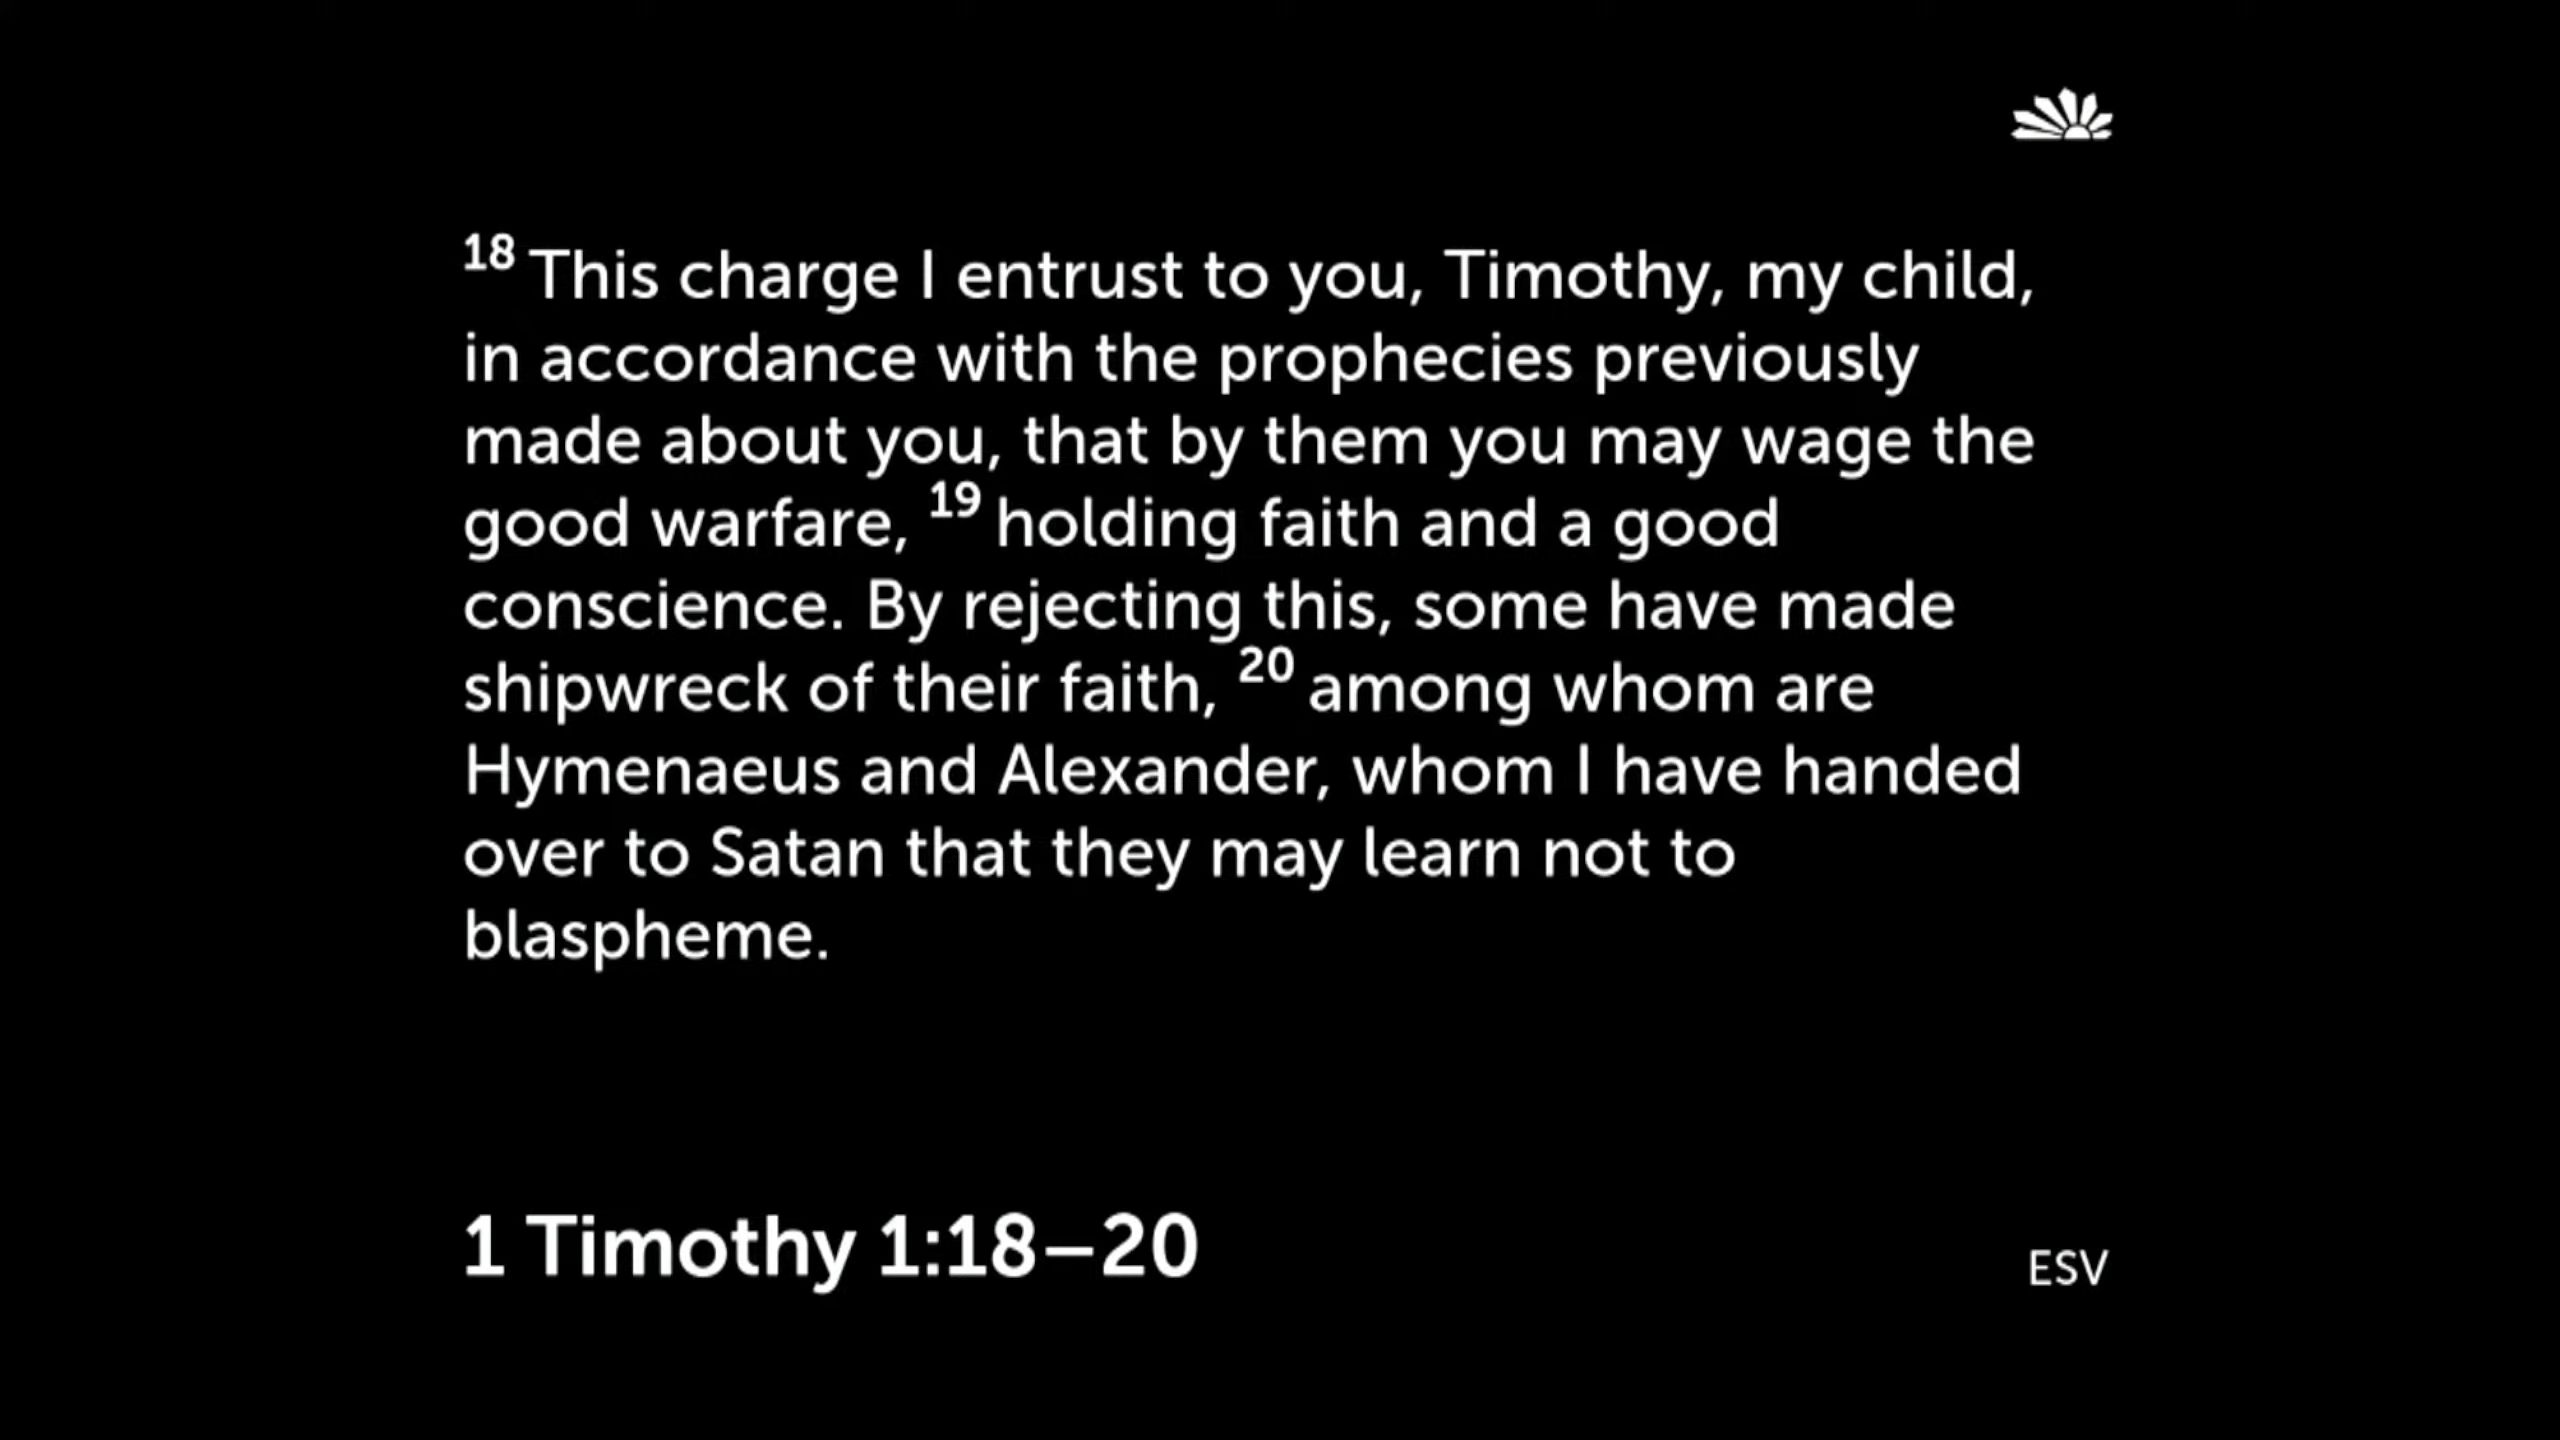 18 This charge I entrust to you, Timothy, my child,
in accordance with the prophecies previously
made about you, that by them you may wage the
good warfare, 19 holding faith and a good
conscience. By rejecting this, some have made
shipwreck of their faith, 20 among whom are
Hymenaeus and Alexander, whom I have handed
over to Satan that they may learn not to
blaspheme.
1 Timothy 1:18–20
ESV